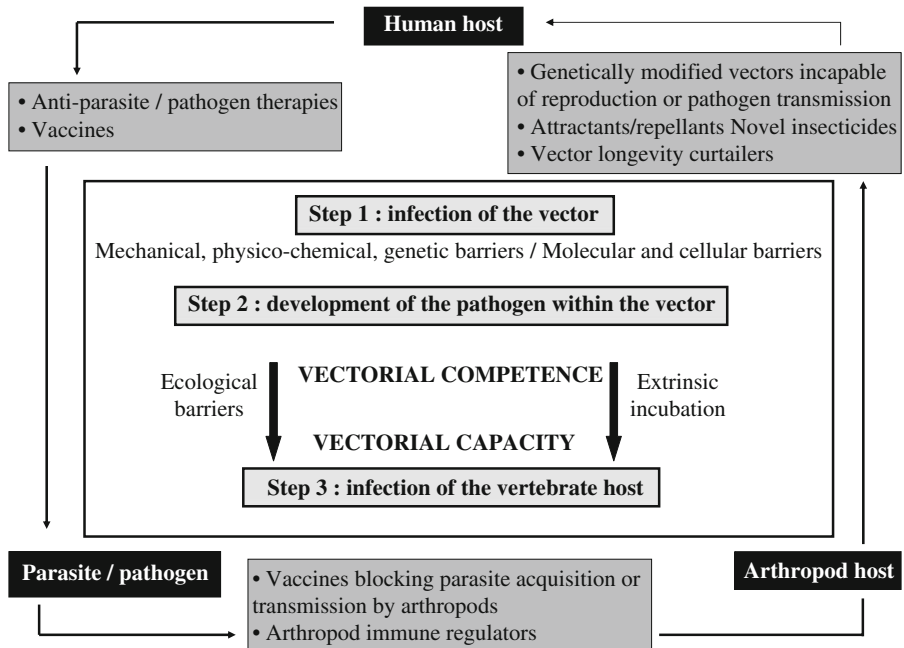 Human host
• Anti-parasite / pathogen therapies
• Vaccines
• Genetically modified vectors incapable
of reproduction or pathogen transmission
• Attractants/repellants Novel insecticides
• Vector longevity curtailers
Step 1 : infection of the vector
Mechanical, physico-chemical, genetic barriers / Molecular and cellular barriers
Step 2 : development of the pathogen within the vector
Ecological
barriers
VECTORIAL COMPETENCE
Extrinsic
incubation
VECTORIAL CAPACITY
Step 3 : infection of the vertebrate host
Parasite / pathogen
• Vaccines blocking parasite acquisition or
transmission by arthropods
• Arthropod immune regulators
Arthropod host